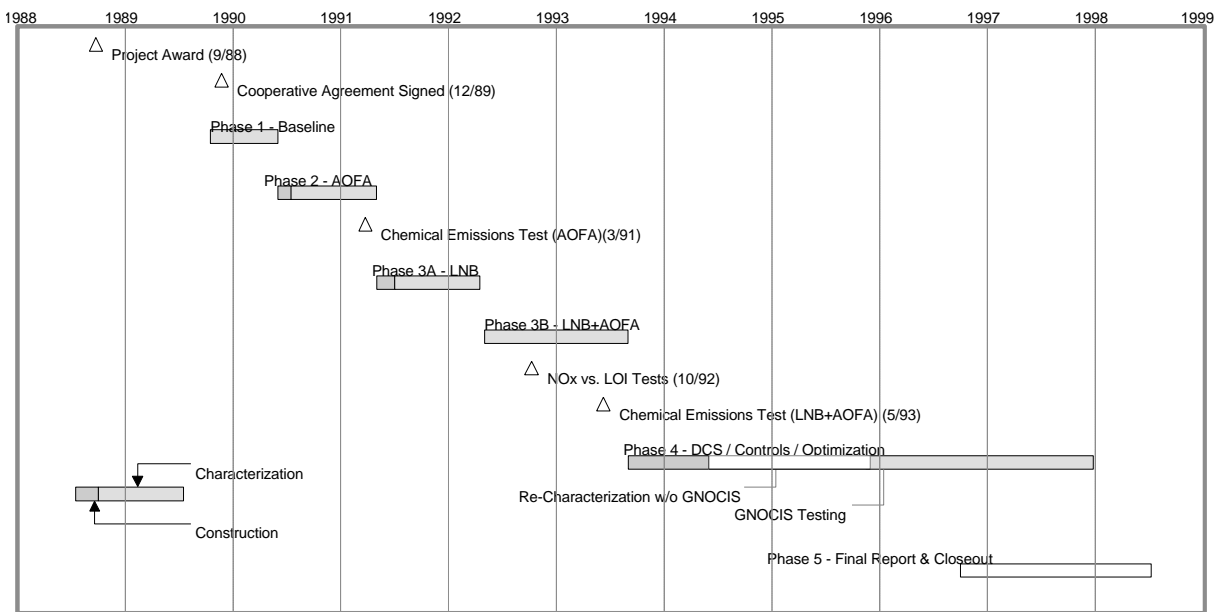 1988 1989 1990 1991 1992 1993 1994 1995 1996 1997 1998 1999
Project Award (9/88)
Cooperative Agreement Signed (12/89)
Phase 1 - Baseline
Phase 2 - AOFA
Chemical Emissions Test (AOFA)(3/91)
Phase 3A - LNB
Phase 3B - LNB+AOFA
NOx vs. LOI Tests (10/92)
Chemical Emissions Test (LNB+AOFA) (5/93)
Phase 4 - DCS / Controls / Optimization
Characterization
Re-Characterization w/o GNOCIS
GNOCIS Testing
Construction
Phase 5 - Final Report & Closeout